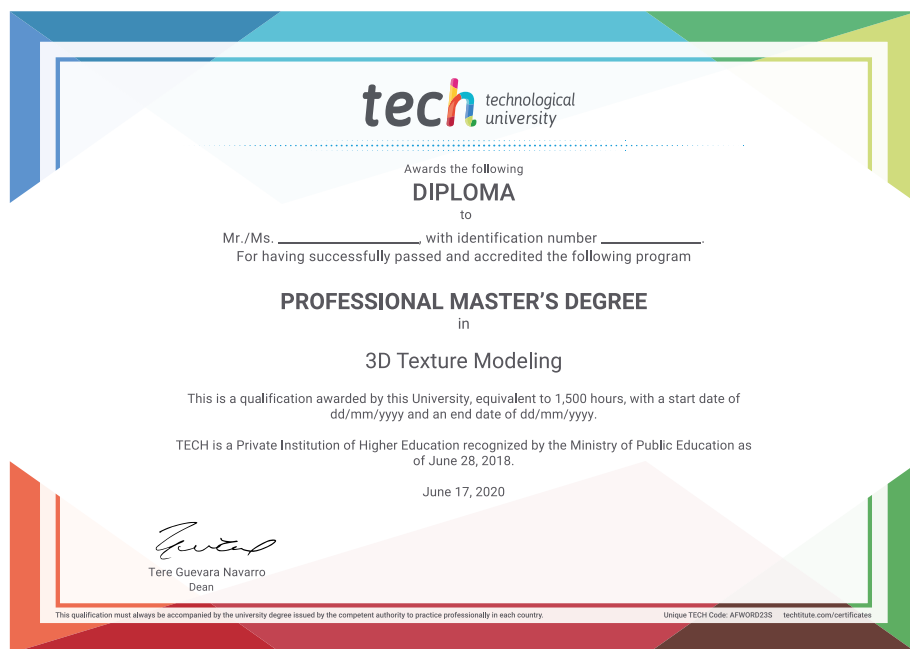 tech technological
university
Awards the following
DIPLOMA
to
Mr./Ms. ____________, with identification number ____________.
For having successfully passed and accredited the following program
PROFESSIONAL MASTER'S DEGREE
in
3D Texture Modeling
This is a qualification awarded by this University, equivalent to 1,500 hours, with a start date of
dd/mm/yyyy and an end date of dd/mm/yyyy.
TECH is a Private Institution of Higher Education recognized by the Ministry of Public Education as
of June 28, 2018.
June 17, 2020
Tere Guevara Navarro
Dean
This qualification must always be accompanied by the university degree issued by the competent authority to practice professionally in each country.
Unique TECH Code: AFWORD23S techtitute.com/certificates